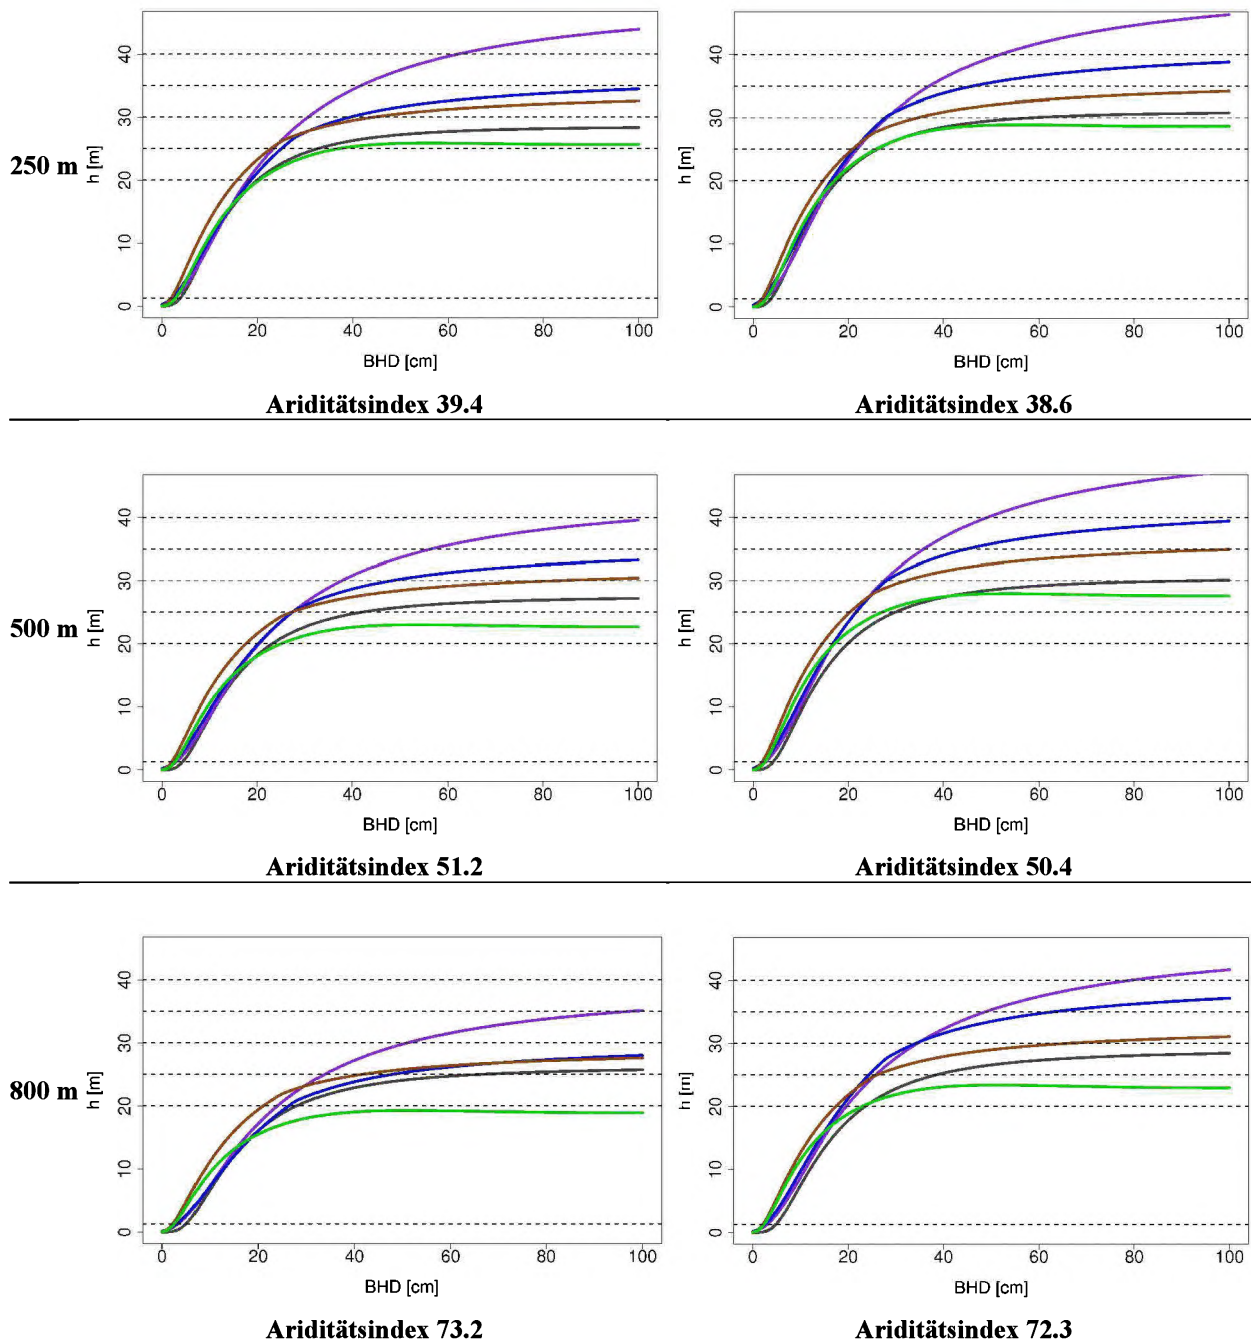 40
30
20
10
0
h [m]
0 20 40 60 80 100
BHD [cm]
40
30
20
10
0
h [m]
0 20 40 60 80 100
BHD [cm]
250 m
Ariditätsindex 39.4
Ariditätsindex 38.6
40
30
20
10
0
h [m]
0 20 40 60 80 100
BHD [cm]
40
30
20
10
0
h [m]
0 20 40 60 80 100
BHD [cm]
500 m
Ariditätsindex 51.2
Ariditätsindex 50.4
40
30
20
10
0
h [m]
0 20 40 60 80 100
BHD [cm]
40
30
20
10
0
h [m]
0 20 40 60 80 100
BHD [cm]
800 m
Ariditätsindex 73.2
Ariditätsindex 72.3